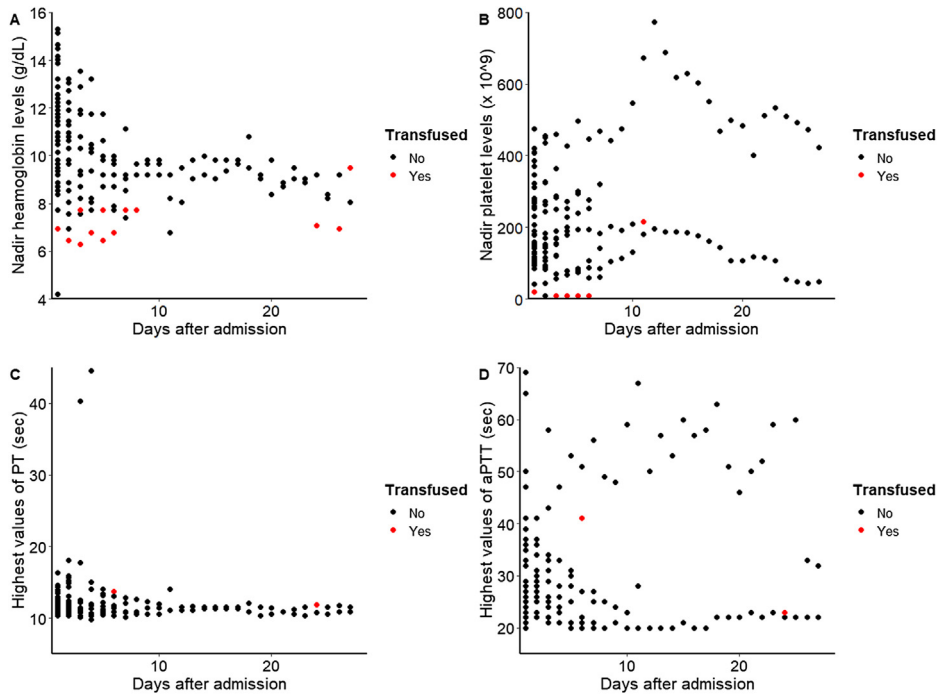 A
Nadir heamoglobin levels (g/dL)
16
14
12
10
8
6
4
10
20
Days after admission
Transfused
No
Yes
B
Nadir platelet levels (x 10^9)
800
600
400
200
0
10
20
Days after admission
Transfused
No
Yes
C
Highest values of PT (sec)
40
30
20
10
10
20
Days after admission
Transfused
No
Yes
D
Highest values of aPTT (sec)
70
60
50
40
30
20
10
20
Days after admission
Transfused
No
Yes